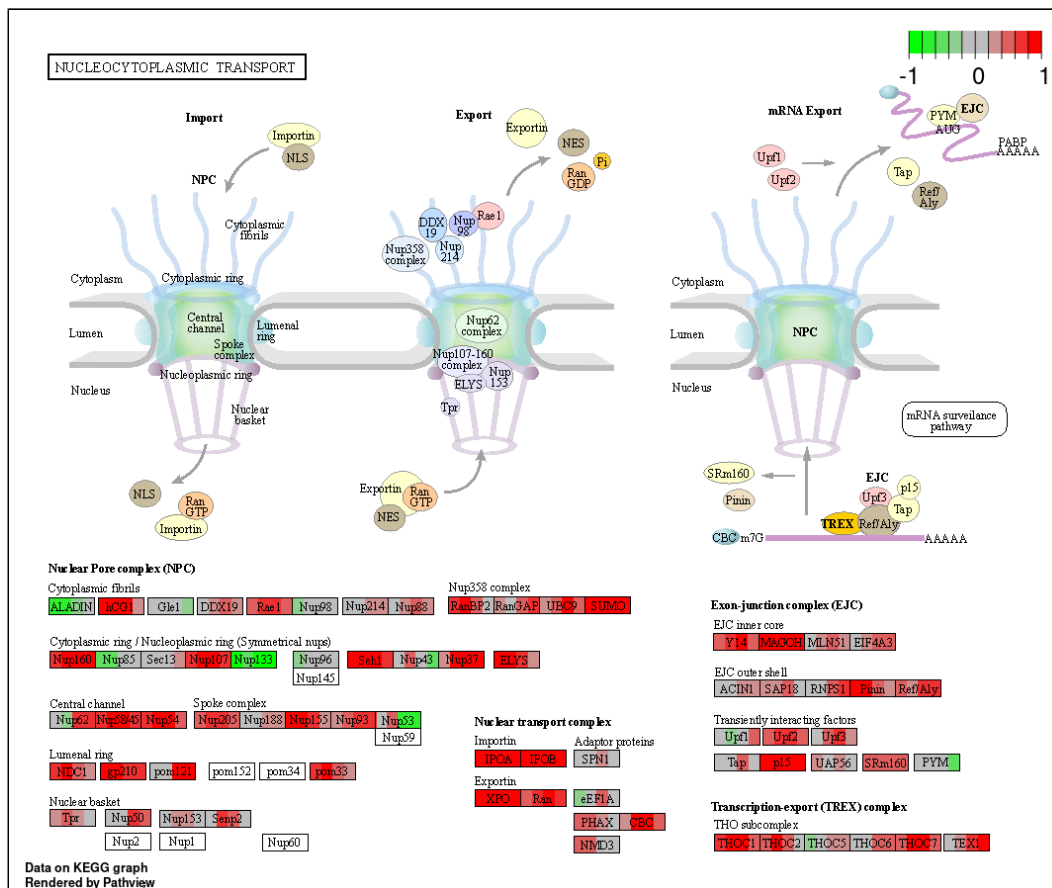 NUCLEOCYTOPLASMIC TRANSPORT
-1 0 1
Import
Importin
NLS
NPC
Cytoplasmic
fibrils
Cytoplasm
Cytoplasmic ring
Central
channel
Lumen
Lumenal
ring
Spoke
complex
Nucleoplasmic ring
Nucleus
Nuclear
basket
NLS
Ran
GTP
Importin
Export
Exportin
NES
Pi
Ran
GDP
DDX
19
Nup
98
Rae1
Nup
214
Nup358
complex
Nup62
complex
Nup107-160
complex
Nup
153
ELYS
Tpr
Exportin
Ran
GTP
NES
mRNA Export
PYM
EJC
AUG
PABP
AAAAA
Upf1
Upf2
Tap
Ref/
Aly
Cytoplasm
Lumen
NPC
Nucleus
mRNA surveilance
pathway
SRm160
Pinin
EJC
Upf3
p15
Tap
TREX
Ref/Aly
CBC
m7G
AAAAA
Nuclear Pore complex (NPC)
Cytoplasmic fibrils
ALADIN hCG1 Gle1 DDX19 Rae1 Nup98 Nup214 Nup88
Nup358 complex
RanBP2 RanGAP UBC9 SUMO
Cytoplasmic ring / Nucleoplasmic ring (Symmetrical nups)
Nup160 Nup85 Sec13 Nup107 Nup133 Nup96 Seh1 Nup43 Nup37 ELYS
Nup145
Central channel
Nup62 Nup58/45 Nup54
Spoke complex
Nup205 Nup188 Nup155 Nup93 Nup53
Nup59
Lumenal ring
NDC1 gp210 pom121 pom152 pom34 pom33
Nuclear basket
Tpr Nup50 Nup153 Senp2
Nup2 Nup1 Nup60
Nuclear transport complex
Importin
IPOA IPOB
Adaptor proteins
SPN1
Exportin
XPO Ran eEF1A
PHAX CBC
NMD3
Exon-junction complex (EJC)
EJC inner core
Y14 MAGOH MLN51 EIF4A3
EJC outer shell
ACIN1 SAP18 RNPS1 Pinin Ref/Aly
Transiently interacting factors
Upf1 Upf2 Upf3
Tap p15 UAP56 SRm160 PYM
Transcription-export (TREX) complex
THO subcomplex
THOC1 THOC2 THOC5 THOC6 THOC7 TEX1
Data on KEGG graph
Rendered by Pathview